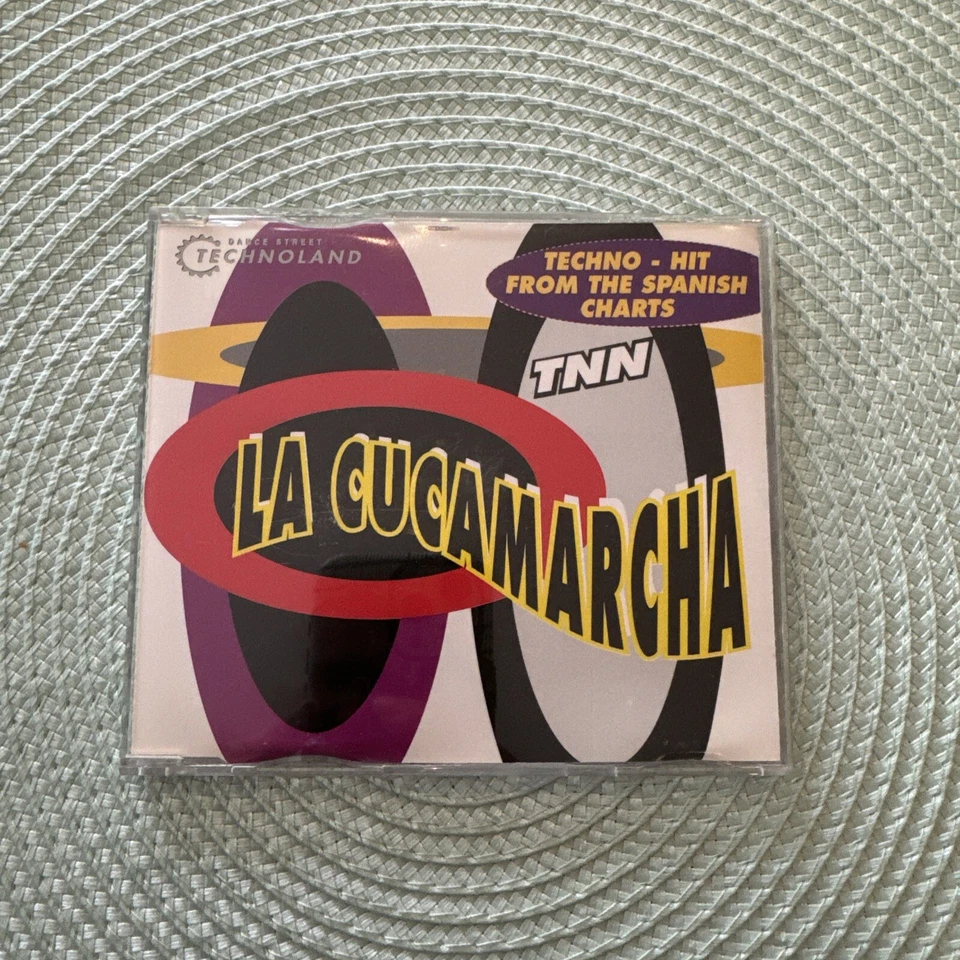 DANCE STREET
TECHNOLAND
TECHNO - HIT
FROM THE SPANISH
CHARTS
TNN
LA CUCAMARCHA